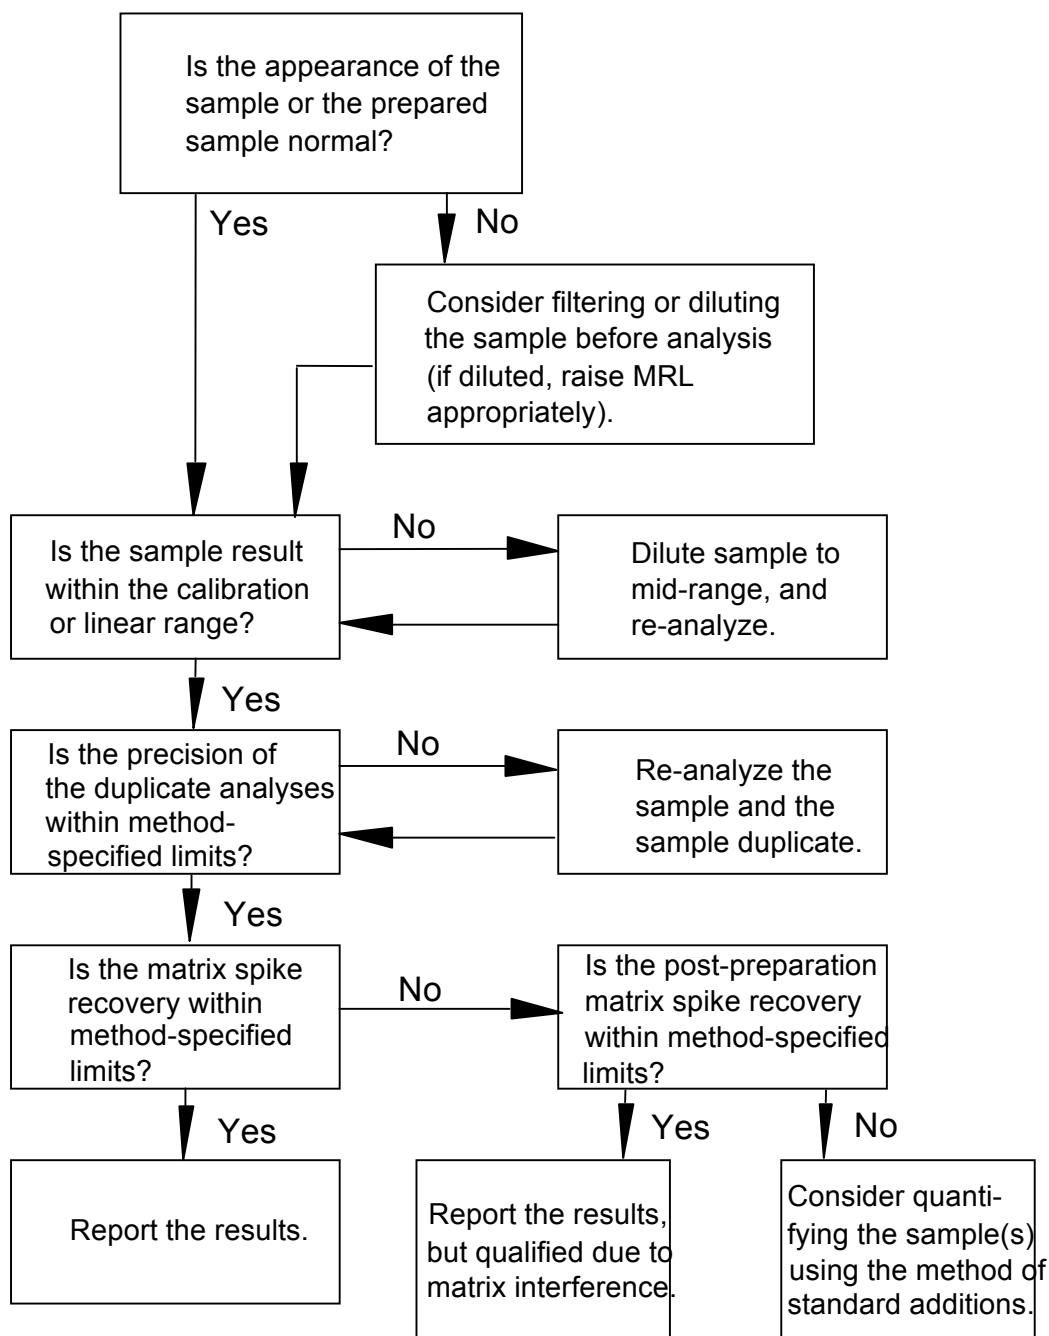 Is the appearance of the
sample or the prepared
sample normal?
Yes
No
Consider filtering or diluting
the sample before analysis
(if diluted, raise MRL
appropriately).
Is the sample result
within the calibration
or linear range?
No
Dilute sample to
mid-range, and
re-analyze.
Yes
Is the precision of
the duplicate analyses
within method-
specified limits?
No
Re-analyze the
sample and the
sample duplicate.
Yes
Is the matrix spike
recovery within
method-specified
limits?
No
Is the post-preparation
matrix spike recovery
within method-specified
limits?
Yes
Yes
No
Report the results.
Report the results,
but qualified due to
matrix interference.
Consider quanti-
fying the sample(s)
using the method of
standard additions.